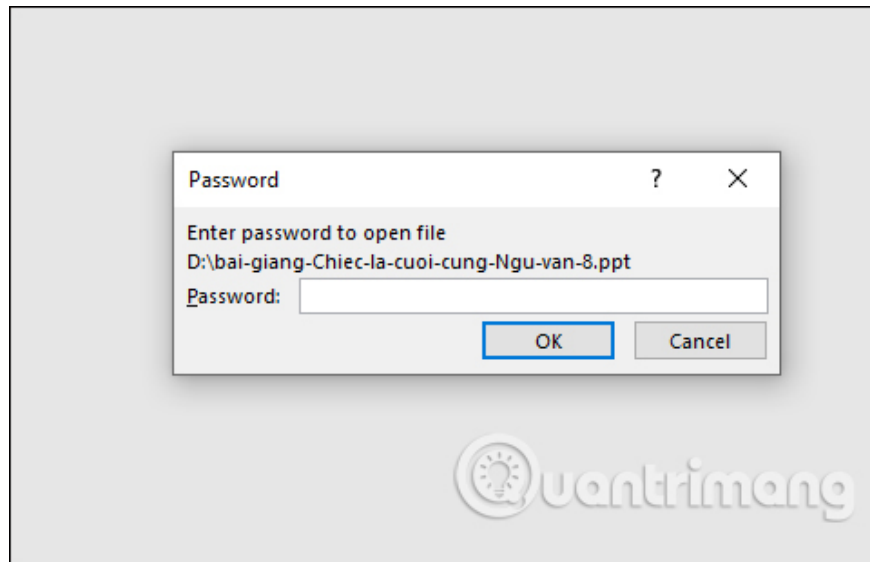 Password
?
Enter password to open file
D:\bai-giang-Chiec-la-cuoi-cung-Ngu-van-8.ppt
Password:
OK Cancel
Quantrimang